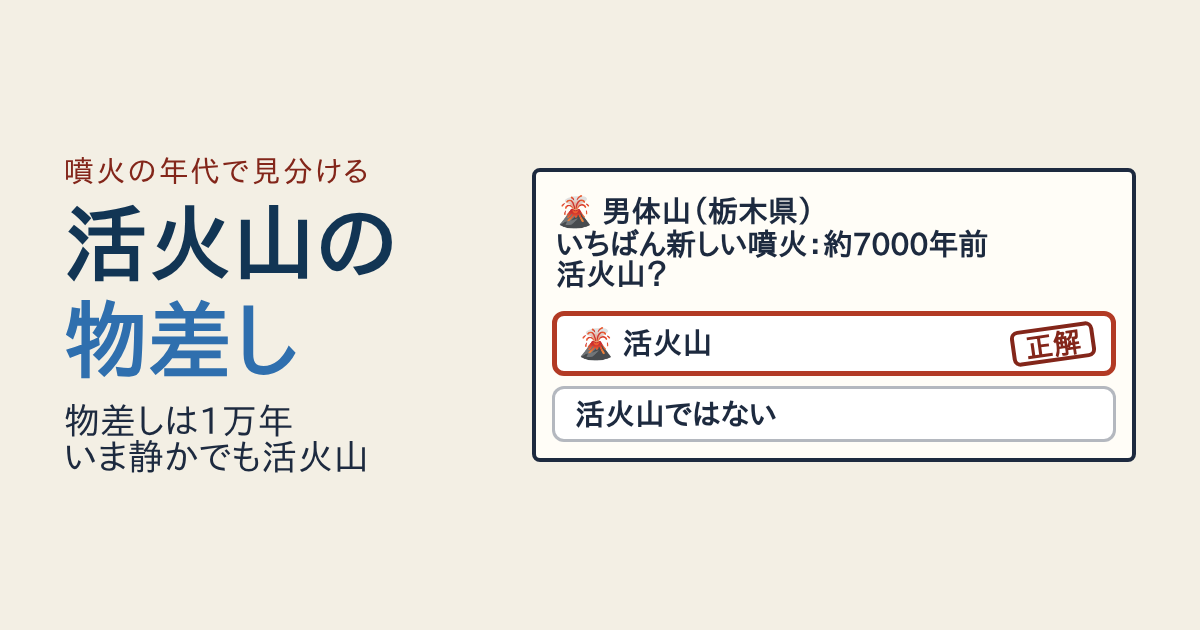 噴火の年代で見分ける
活火山の
物差し
物差しは1万年
いま静かでも活火山
🌋 男体山（栃木県）
いちばん新しい噴火：約7000年前
活火山？
🌋 活火山
正解
活火山ではない